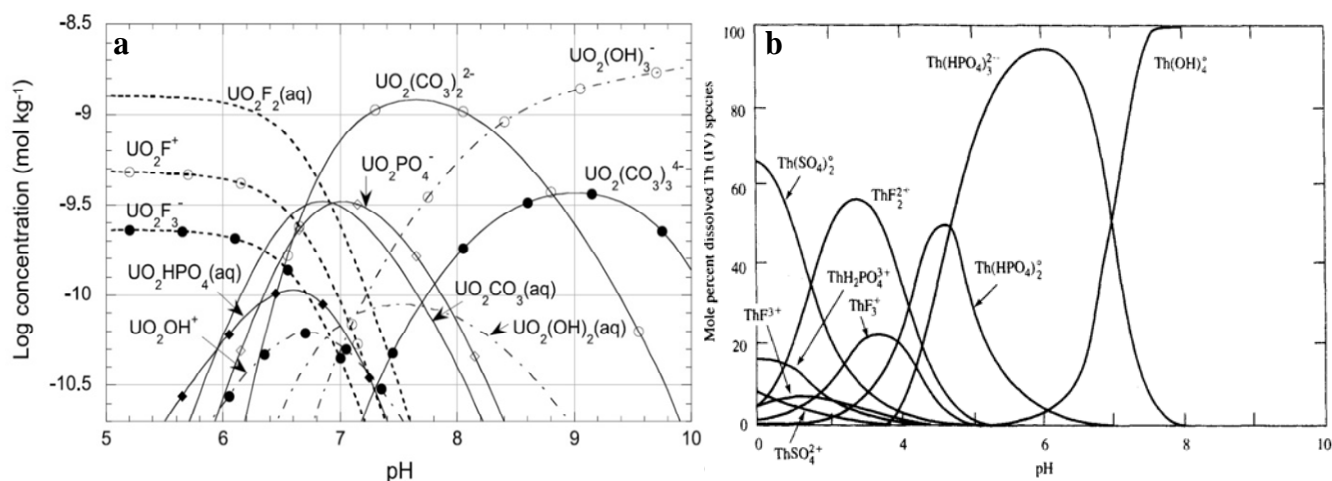 a
Log concentration (mol kg⁻¹)
-8.5
-9
-9.5
-10
-10.5
5
6
7
8
9
10
pH
UO₂F₂(aq)
UO₂F⁺
UO₂F₃⁻
UO₂HPO₄(aq)
UO₂OH⁺
UO₂(CO₃)₂²⁻
UO₂PO₄⁻
UO₂(OH)₃⁻
UO₂(CO₃)₃⁴⁻
UO₂CO₃(aq)
UO₂(OH)₂(aq)
b
Mole percent dissolved Th (IV) species
100
80
60
40
20
0
0
2
4
6
8
10
pH
Th(SO₄)₂°
ThF₂²⁺
ThH₂PO₄³⁺
ThF₃⁺
ThF³⁺
ThSO₄²⁺
Th(HPO₄)₃²⁻
Th(HPO₄)₂°
Th(OH)₄°